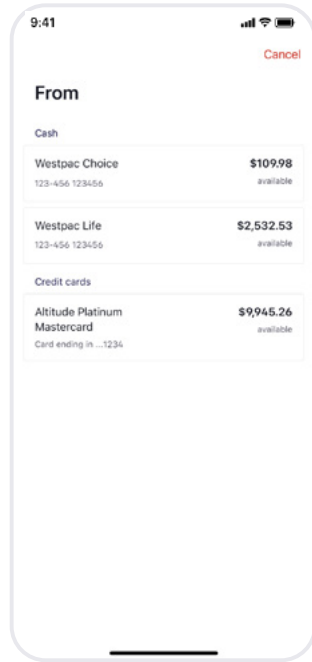 9:41
Cancel
From
Cash
Westpac Choice $109.98
123-456 123456 available
Westpac Life $2,532.53
123-456 123456 available
Credit cards
Altitude Platinum $9,945.26
Mastercard available
Card ending in ...1234